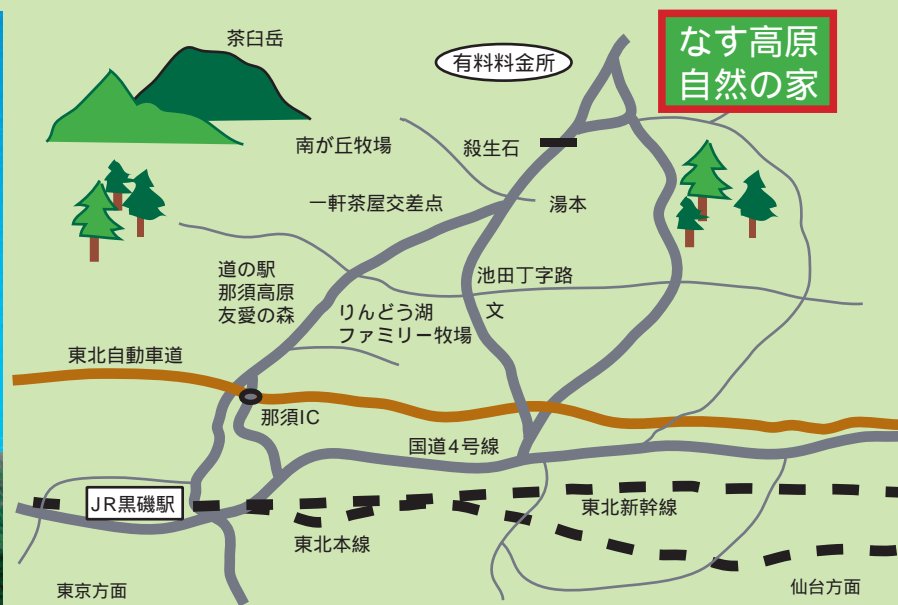 茶臼岳
有料料金所
なす高原
自然の家
南が丘牧場
殺生石
一軒茶屋交差点
湯本
道の駅
那須高原
友愛の森
池田丁字路
りんどう湖
ファミリー牧場
文
東北自動車道
那須IC
国道4号線
JR黒磯駅
東北新幹線
東北本線
東京方面
仙台方面